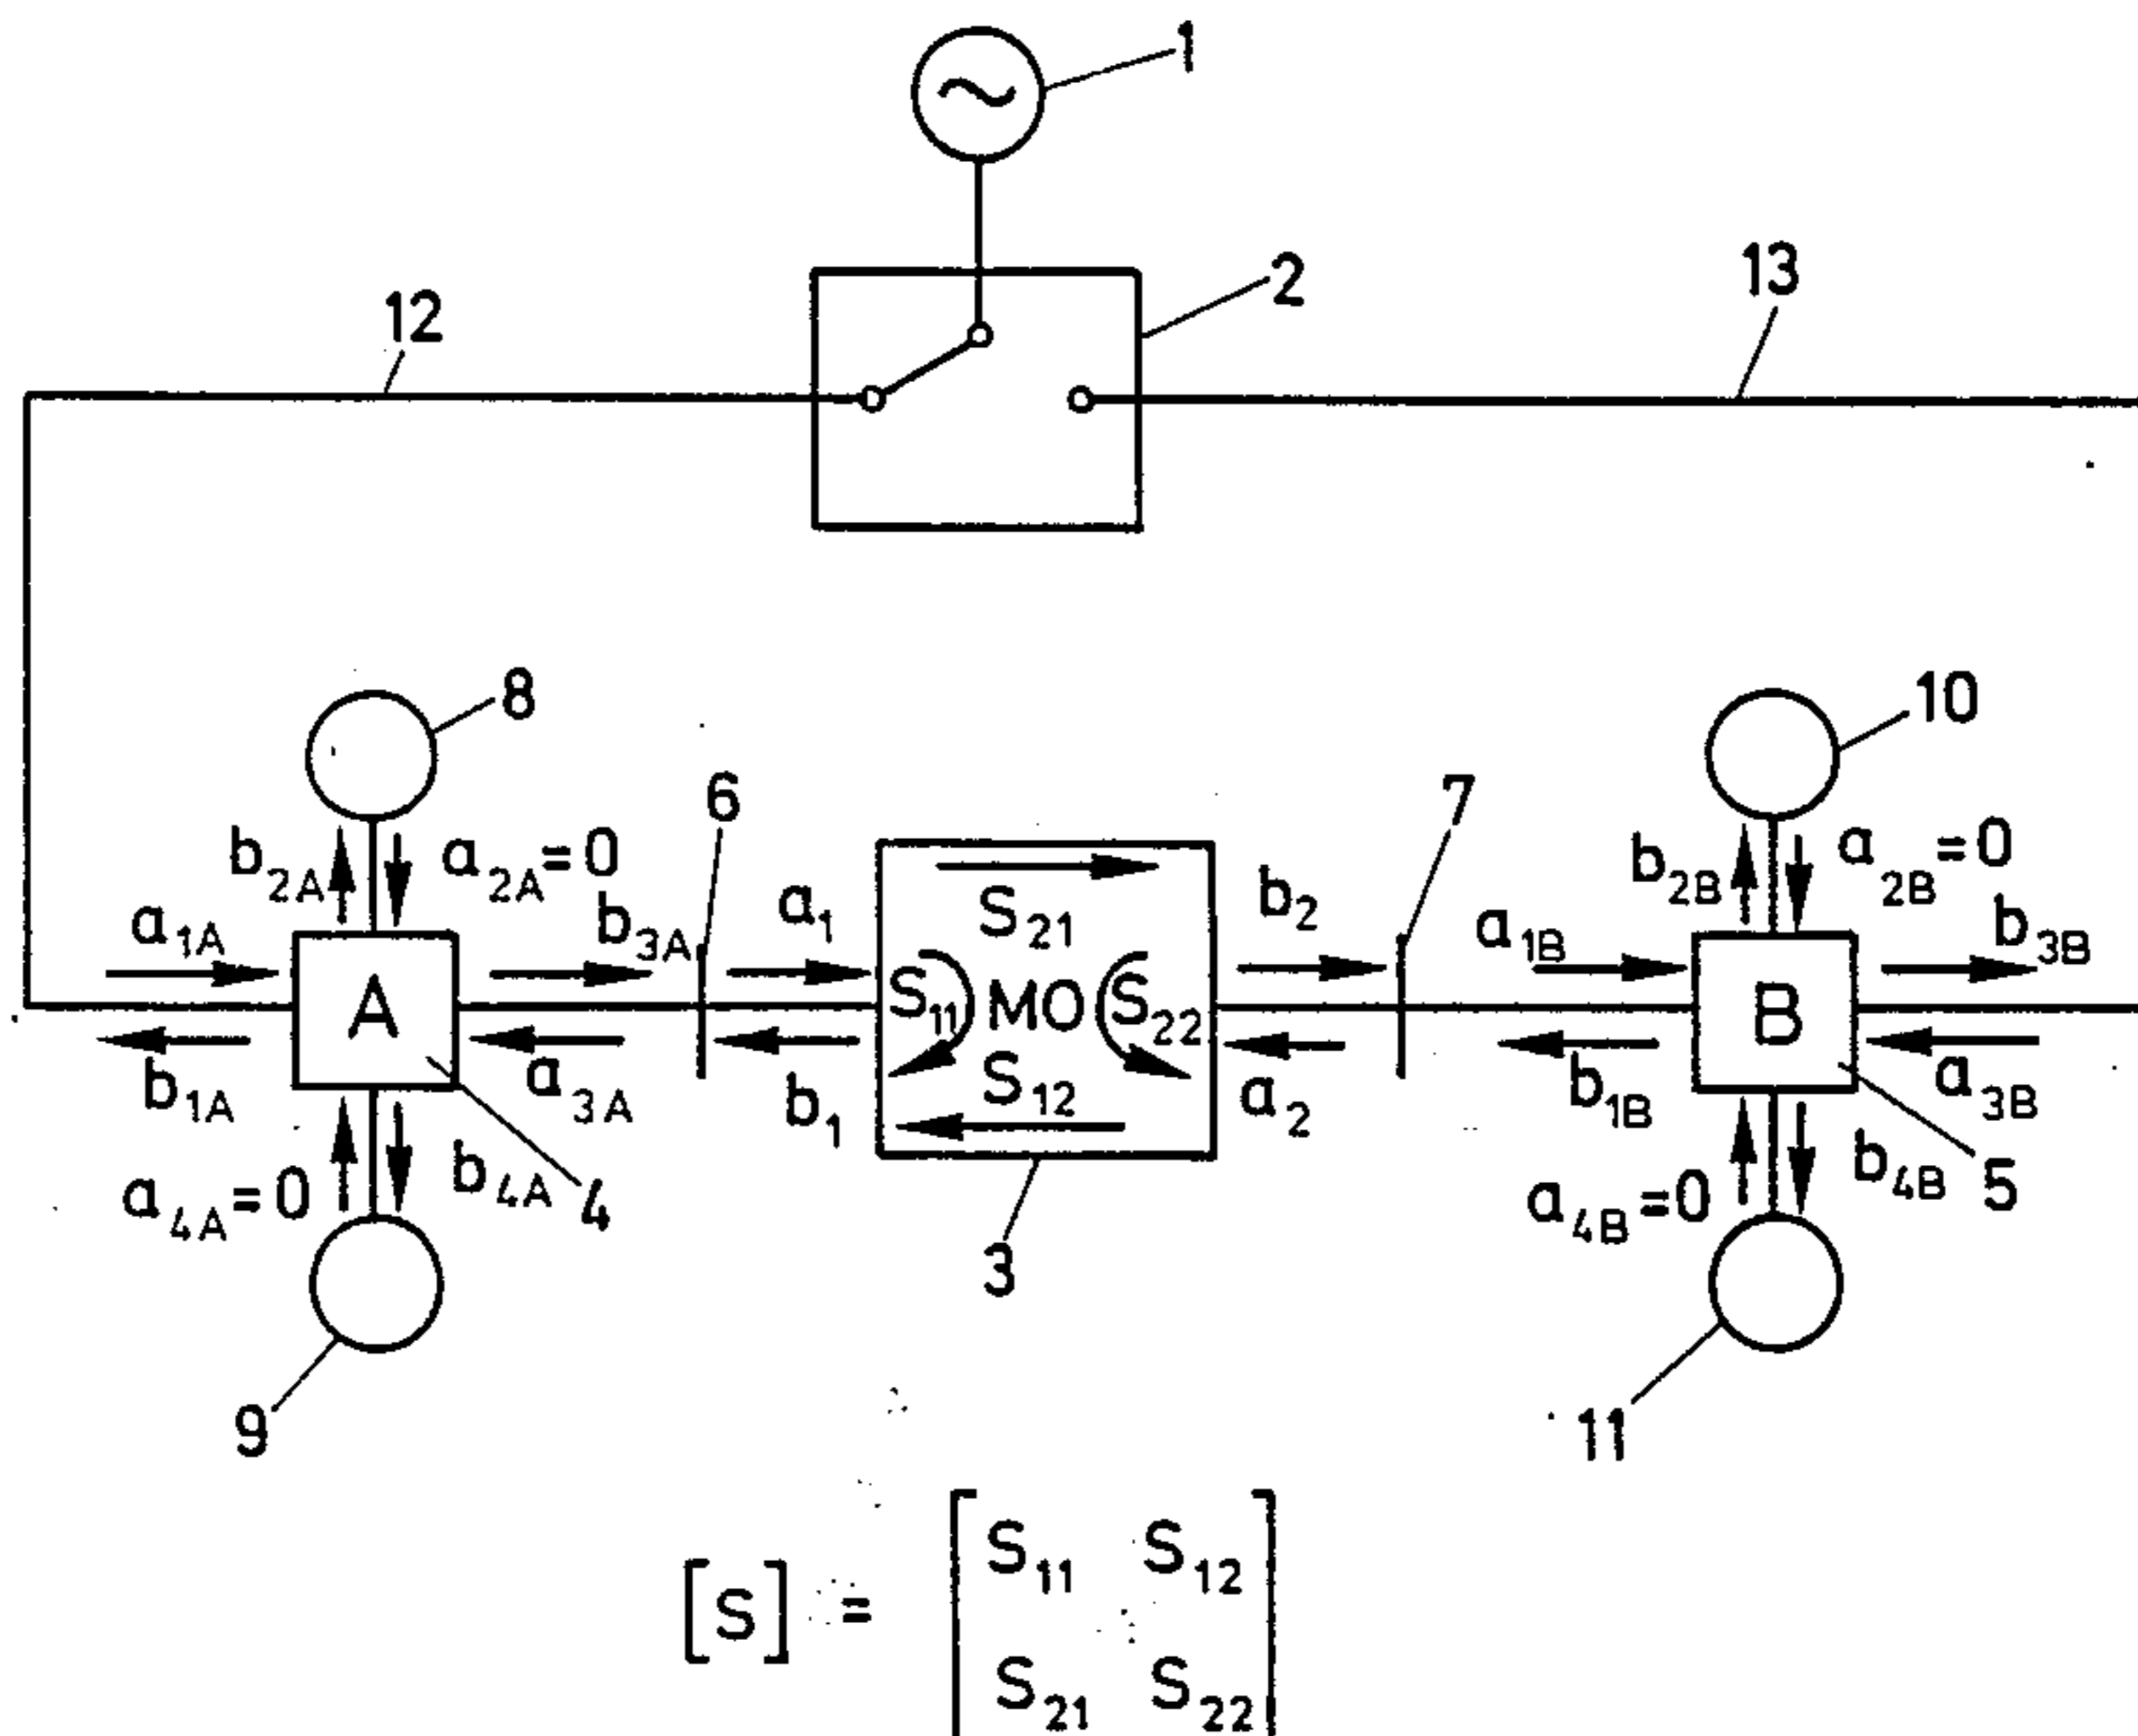 1
2
12
13
8
10
6
7
b2A
a2A=0
b2B
a2B=0
a1A
b3A
a1
S21
b2
a1B
b3B
A
S11
MO
S22
B
b1A
a3A
b1
S12
a2
b1B
a3B
a4A=0
b4A
4
a4B=0
b4B
5
3
9
11
[S] = [S11 S12
S21 S22]